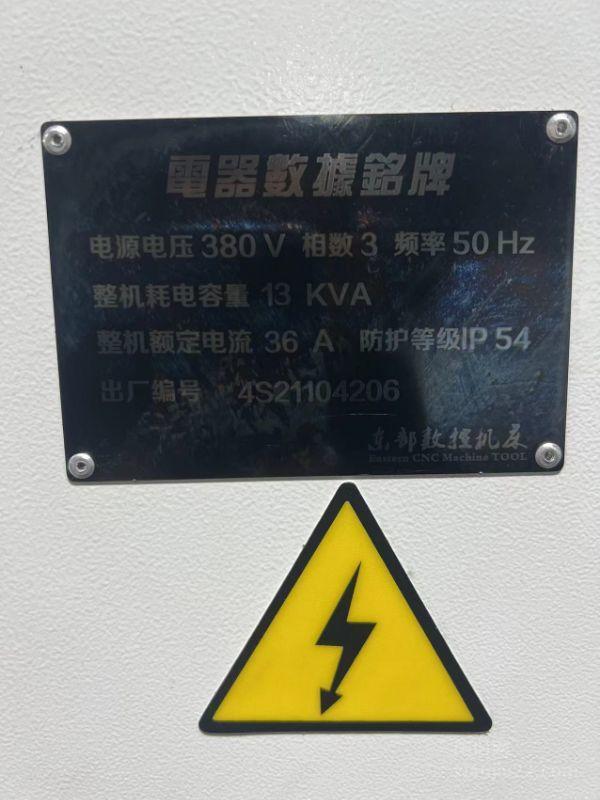 電器數據銘牌
电源电压 380 V 相数 3 频率 50 Hz
整机耗电容量 13 KVA
整机额定电流 36 A 防护等级IP 54
出厂编号 4S21104206
东部数控机床
Eastern CNC Machine TOOL